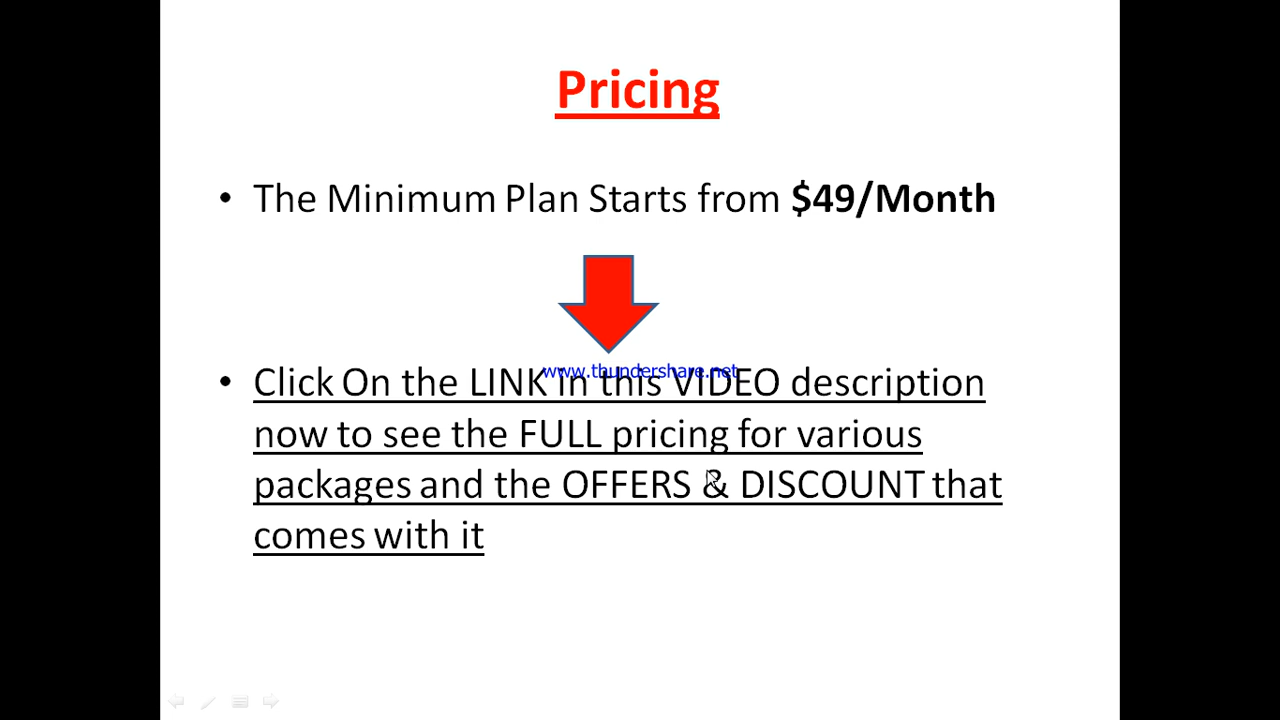 Pricing
• The Minimum Plan Starts from $49/Month
www.thundershare.net
• Click On the LINK in this VIDEO description
now to see the FULL pricing for various
packages and the OFFERS & DISCOUNT that
comes with it